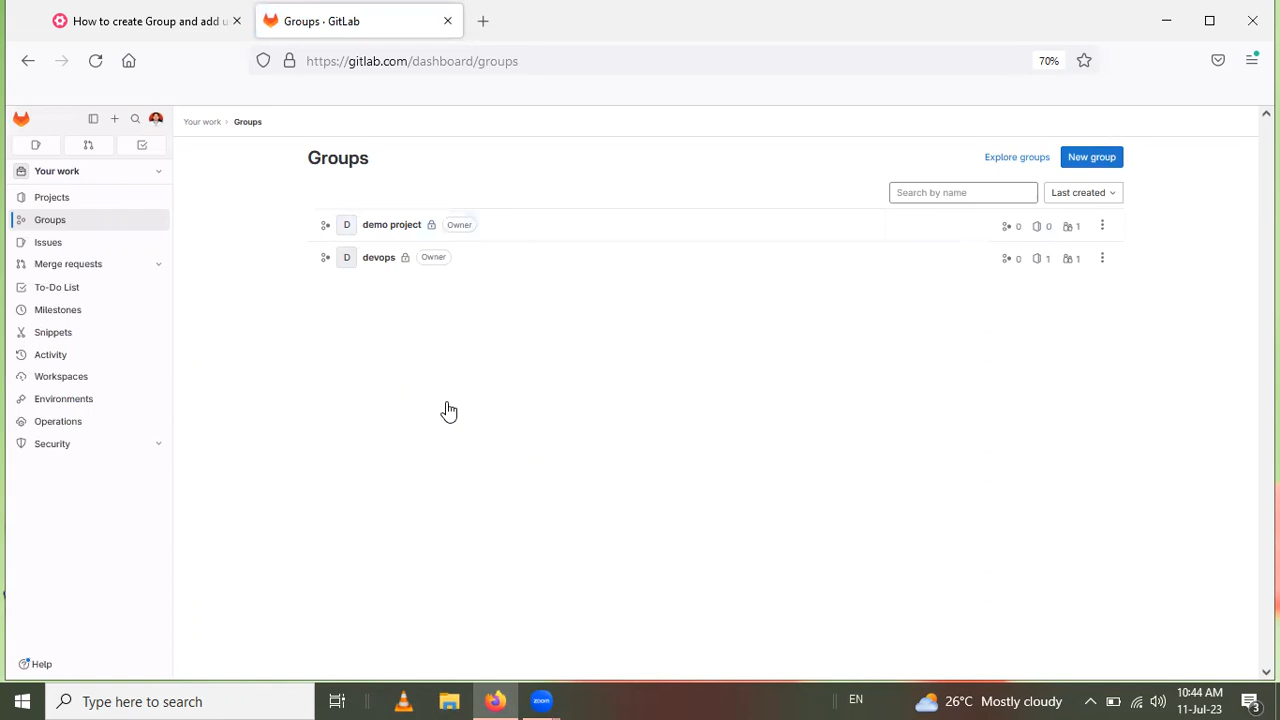 How to create Group and add u
Groups · GitLab
https://gitlab.com/dashboard/groups
70%
Your work › Groups
Your work
Projects
Groups
Issues
Merge requests
To-Do List
Milestones
Snippets
Activity
Workspaces
Environments
Operations
Security
Help
Groups
Explore groups
New group
Search by name
Last created
D demo project Owner 0 0 1
D devops Owner 0 1 1
Type here to search
zoom
EN
26°C Mostly cloudy
10:44 AM
11-Jul-23
3